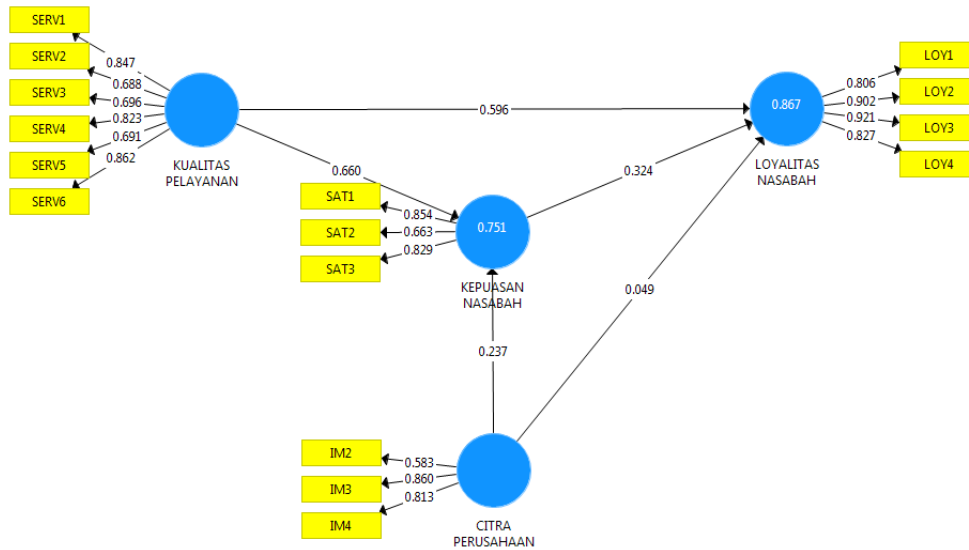 SERV1
SERV2
SERV3
SERV4
SERV5
SERV6
0.847
0.688
0.696
0.823
0.691
0.862
KUALITAS
PELAYANAN
0.596
0.660
SAT1
SAT2
SAT3
0.854
0.663
0.829
0.751
KEPUASAN
NASABAH
0.324
0.867
LOYALITAS
NASABAH
0.806
0.902
0.921
0.827
LOY1
LOY2
LOY3
LOY4
0.237
0.049
IM2
IM3
IM4
0.583
0.860
0.813
CITRA
PERUSAHAAN